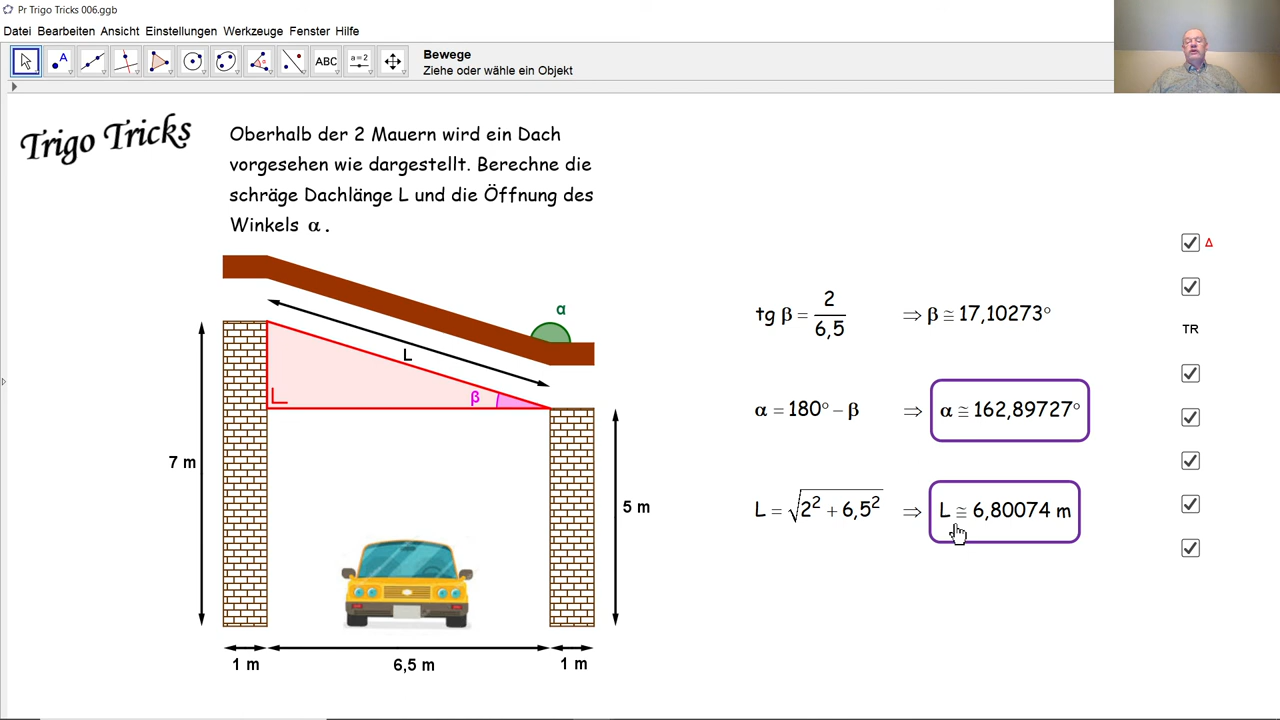 Pr Trigo Tricks 006.ggb
Datei Bearbeiten Ansicht Einstellungen Werkzeuge Fenster Hilfe
ABC
a=2
Bewege
Ziehe oder wähle ein Objekt
Trigo Tricks
Oberhalb der 2 Mauern wird ein Dach
vorgesehen wie dargestellt. Berechne die
schräge Dachlänge L und die Öffnung des
Winkels α.
α
L
β
7 m
5 m
1 m
6,5 m
1 m
tg β = 2/6,5 ⇒ β ≅ 17,10273°
α = 180° − β ⇒ α ≅ 162,89727°
L = √2² + 6,5² ⇒ L ≅ 6,80074 m
Δ
TR